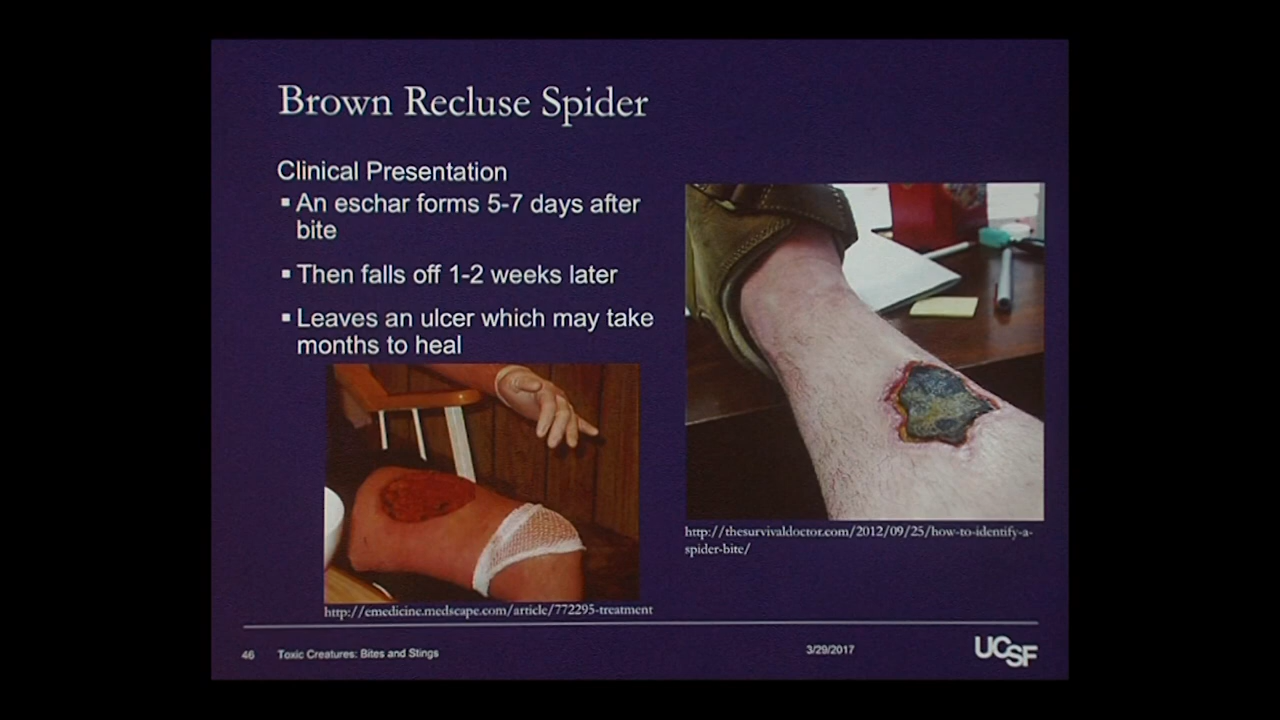 Brown Recluse Spider
Clinical Presentation
▪ An eschar forms 5-7 days after
bite
▪ Then falls off 1-2 weeks later
▪ Leaves an ulcer which may take
months to heal
http://thesurvivaldoctor.com/2012/09/25/how-to-identify-a-
spider-bite/
http://emedicine.medscape.com/article/772295-treatment
46 Toxic Creatures: Bites and Stings 3/29/2017 UCSF